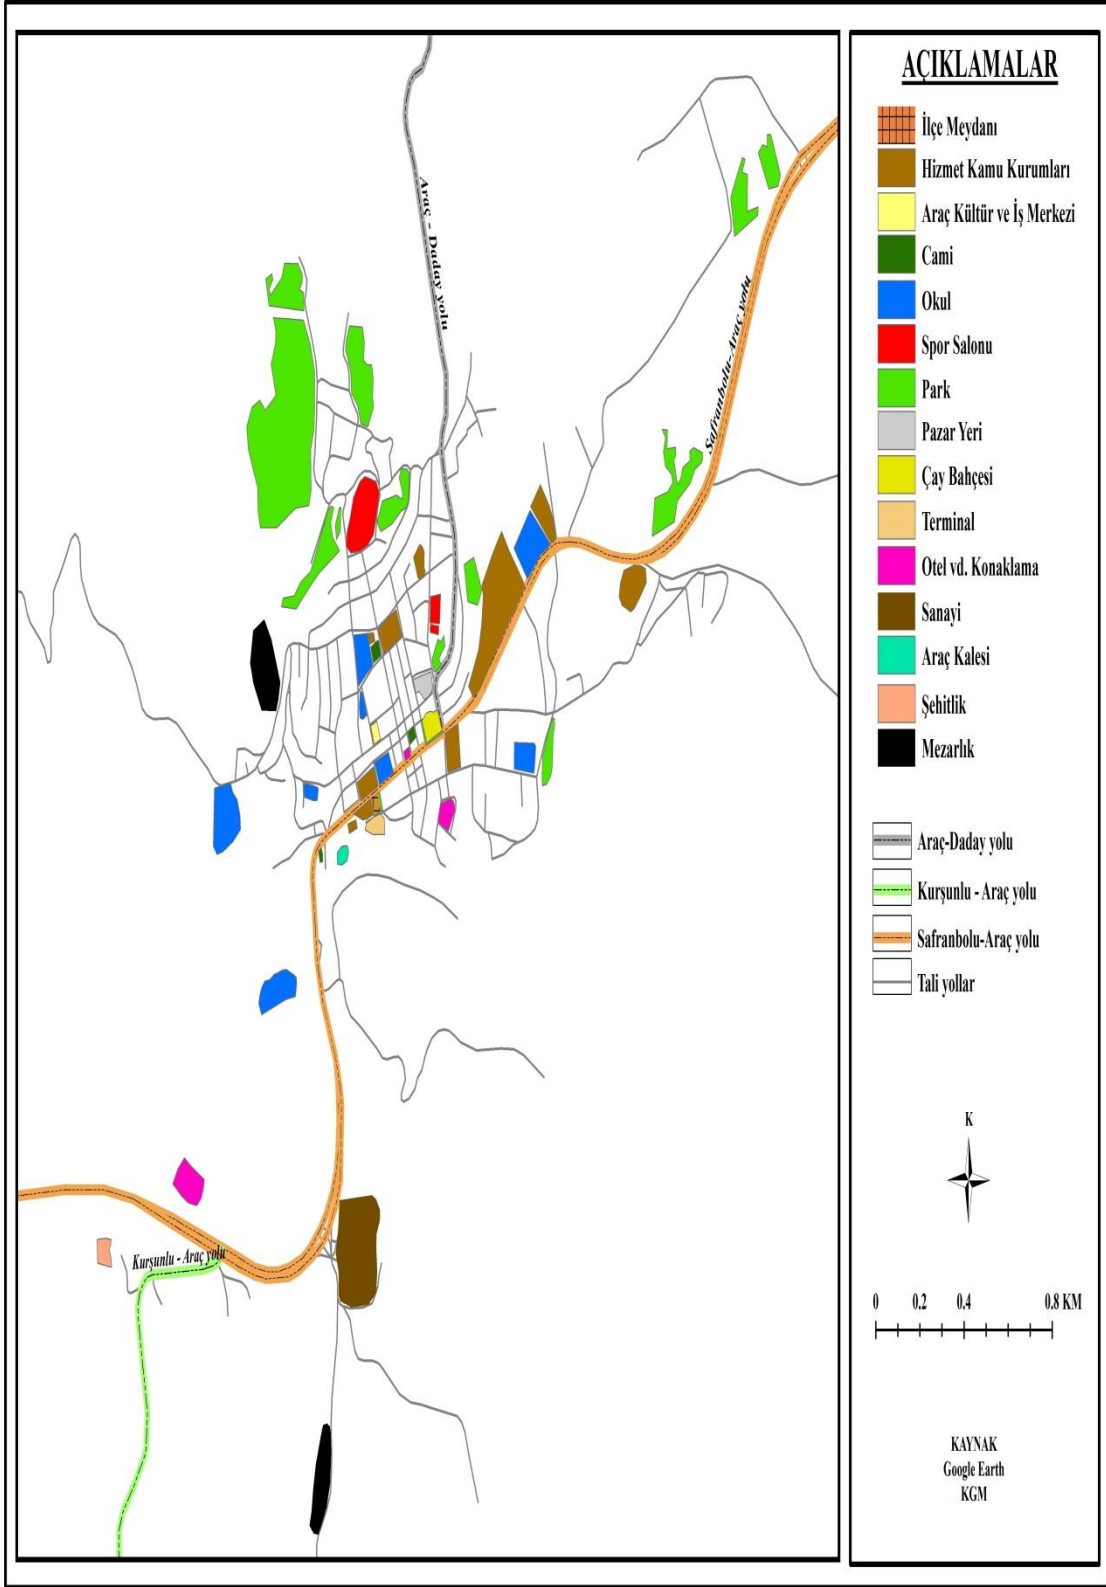 AÇIKLAMALAR
İlçe Meydanı
Hizmet Kamu Kurumları
Araç Kültür ve İş Merkezi
Cami
Okul
Spor Salonu
Park
Pazar Yeri
Çay Bahçesi
Terminal
Otel vd. Konaklama
Sanayi
Araç Kalesi
Şehitlik
Mezarlık
Araç-Daday yolu
Kurşunlu - Araç yolu
Safranbolu-Araç yolu
Tali yollar
K
0 0.2 0.4 0.8 KM
KAYNAK
Google Earth
KGM
Araç - Daday yolu
Safranbolu-Araç yolu
Kurşunlu - Araç yolu